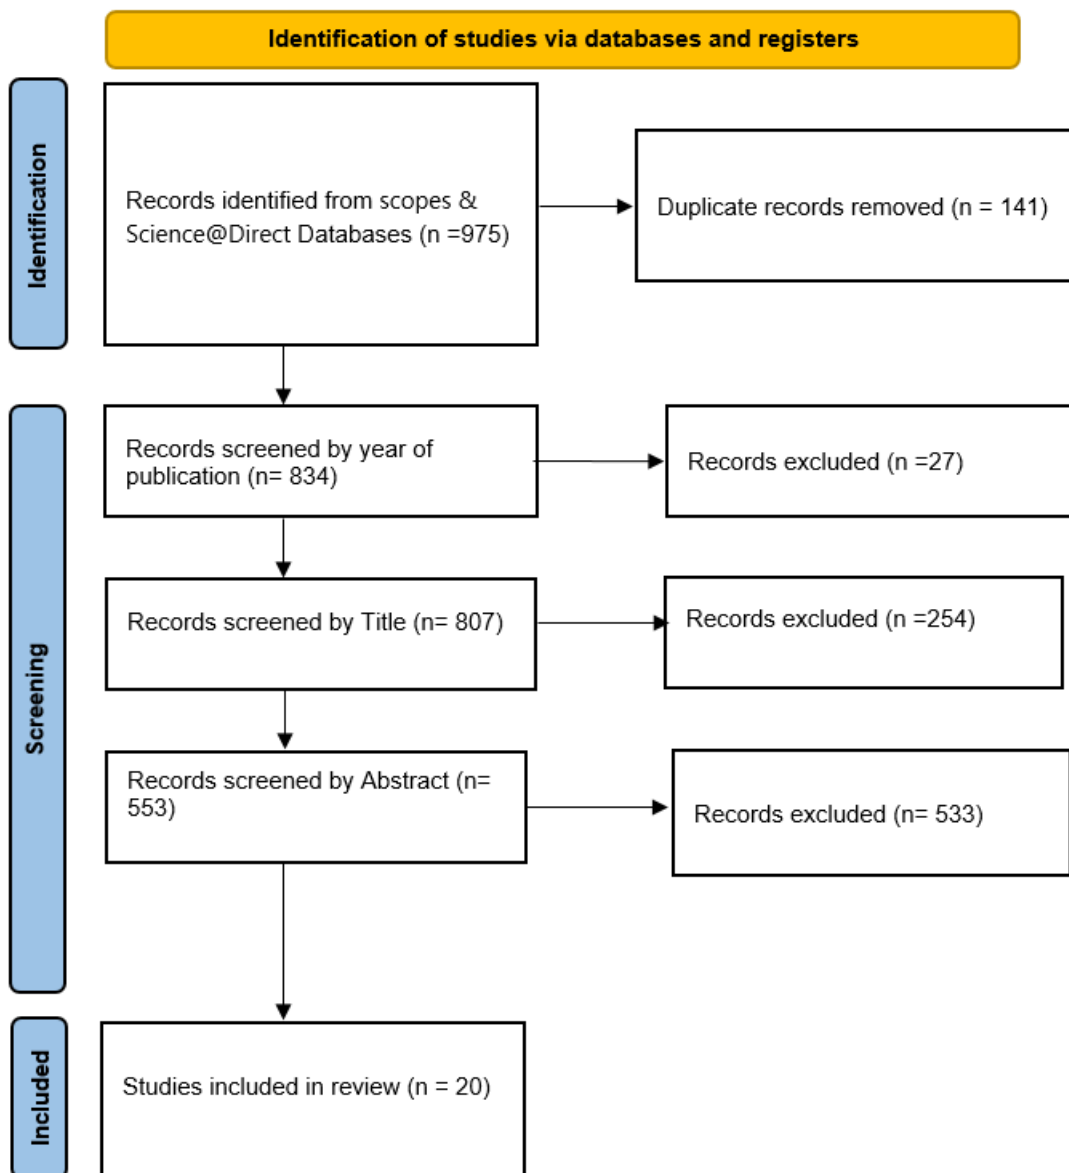 Identification of studies via databases and registers
Identification
Records identified from scopes &
Science@Direct Databases (n =975)
Duplicate records removed (n = 141)
Screening
Records screened by year of
publication (n= 834)
Records excluded (n =27)
Records screened by Title (n= 807)
Records excluded (n =254)
Records screened by Abstract (n=
553)
Records excluded (n= 533)
Included
Studies included in review (n = 20)